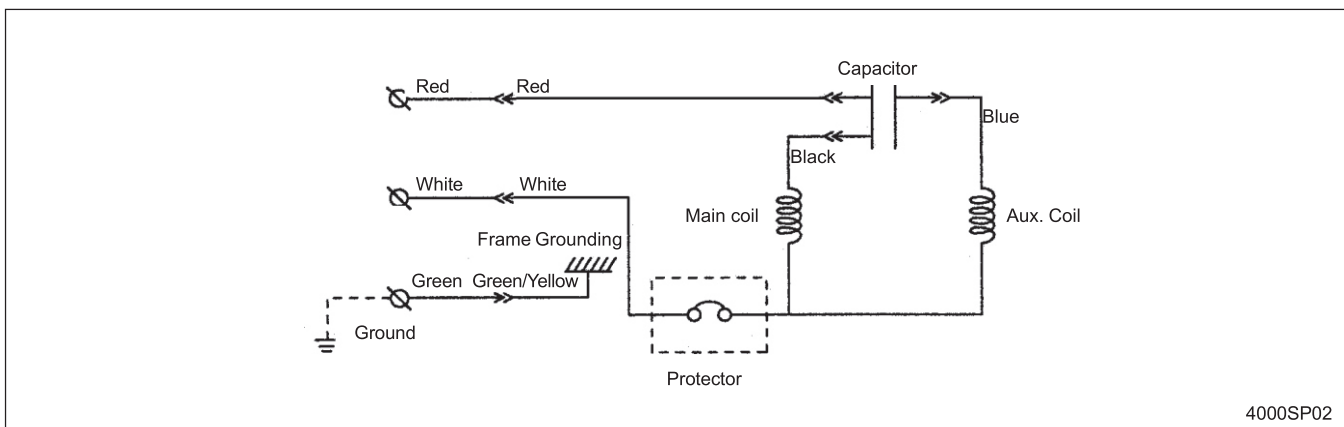 Capacitor
Red Red
Blue
Black
White White
Main coil Aux. Coil
Frame Grounding
Green Green/Yellow
Ground
Protector
4000SP02